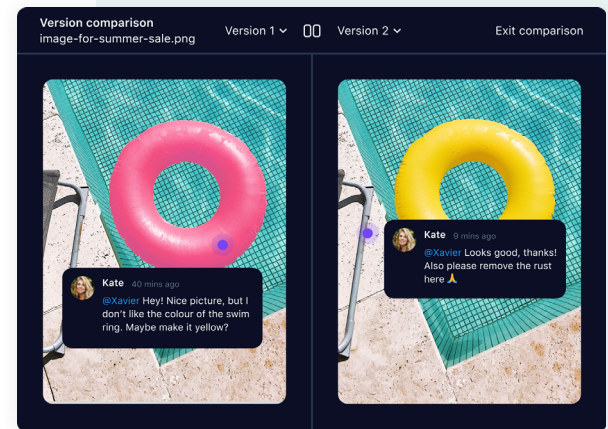 Version comparison
image-for-summer-sale.png
Version 1
Version 2
Exit comparison
Kate 40 mins ago
@Xavier Hey! Nice picture, but I
don't like the colour of the swim
ring. Maybe make it yellow?
Kate 9 mins ago
@Xavier Looks good, thanks!
Also please remove the rust
here 🙏